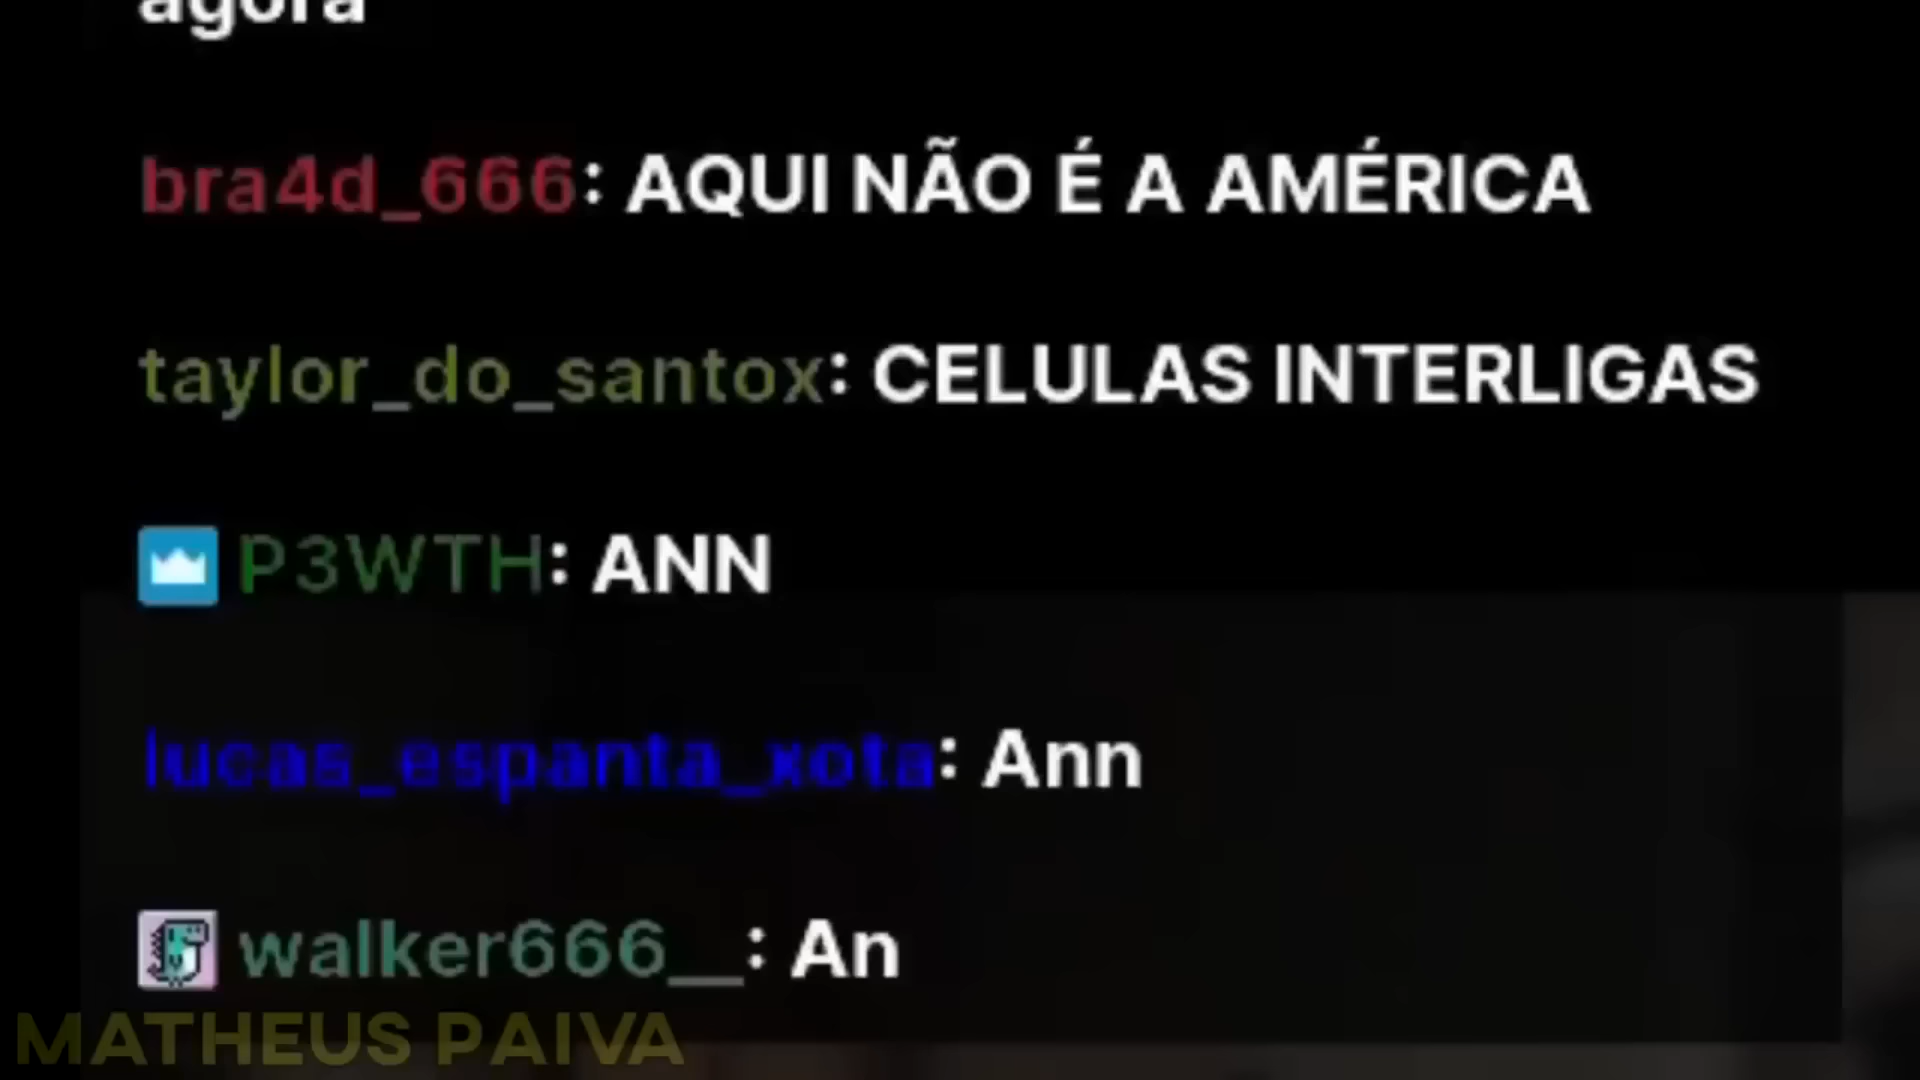 agora
bra4d_666: AQUI NÃO É A AMÉRICA
taylor_do_santox: CELULAS INTERLIGAS
P3WTH: ANN
lucas_espanta_xota: Ann
walker666__: An
MATHEUS PAIVA